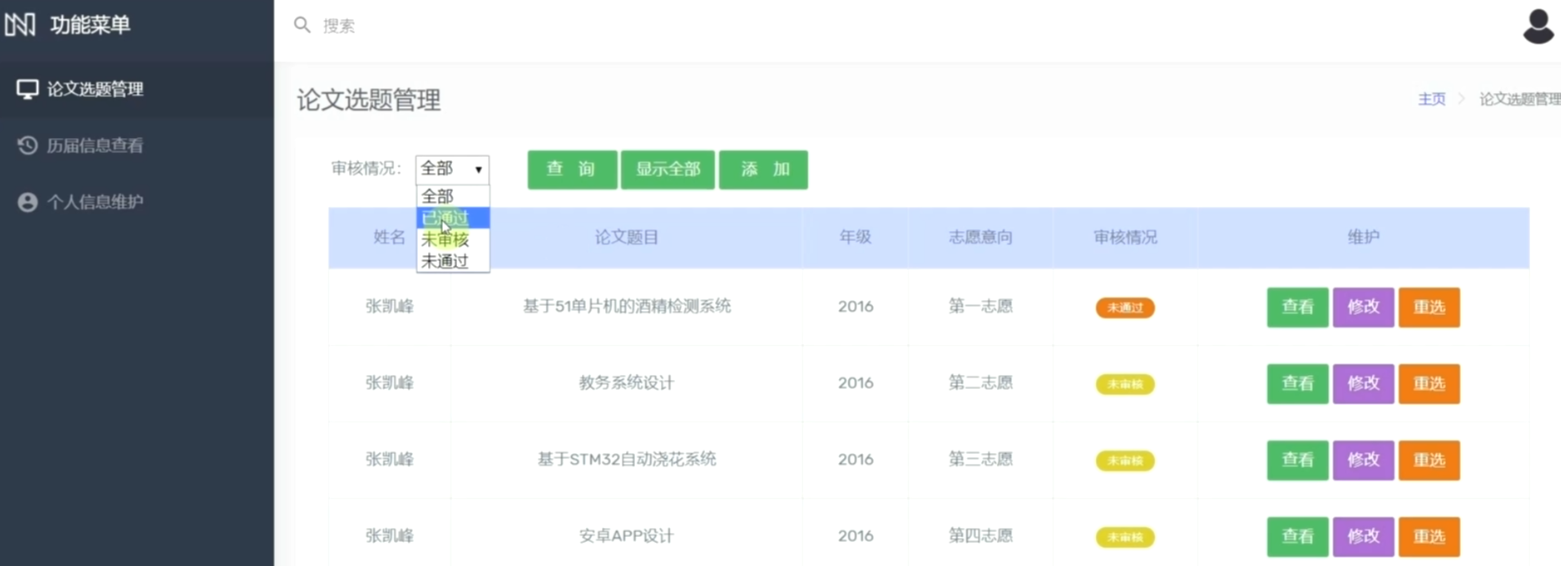 功能菜单
搜索
论文选题管理
历届信息查看
个人信息维护
论文选题管理
主页 > 论文选题管理
审核情况: 全部 ▼ 查 询 显示全部 添 加
全部
已通过
未审核
未通过
姓名 论文题目 年级 志愿意向 审核情况 维护
张凯峰 基于51单片机的酒精检测系统 2016 第一志愿 未通过 查看 修改 重选
张凯峰 教务系统设计 2016 第二志愿 未审核 查看 修改 重选
张凯峰 基于STM32自动浇花系统 2016 第三志愿 未审核 查看 修改 重选
张凯峰 安卓APP设计 2016 第四志愿 未审核 查看 修改 重选